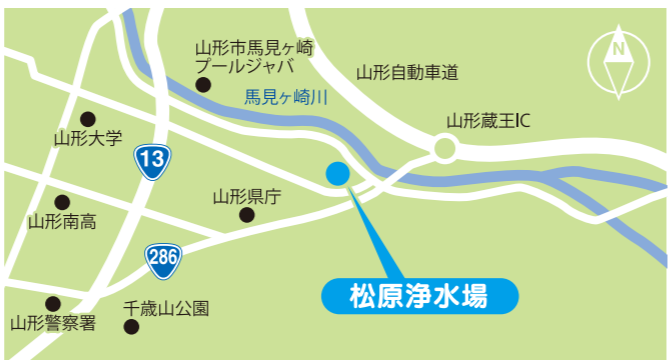 山形市馬見ヶ崎
プールジャバ
山形自動車道
N
馬見ヶ崎川
山形蔵王IC
山形大学
13
山形県庁
山形南高
286
松原浄水場
千歳山公園
山形警察署